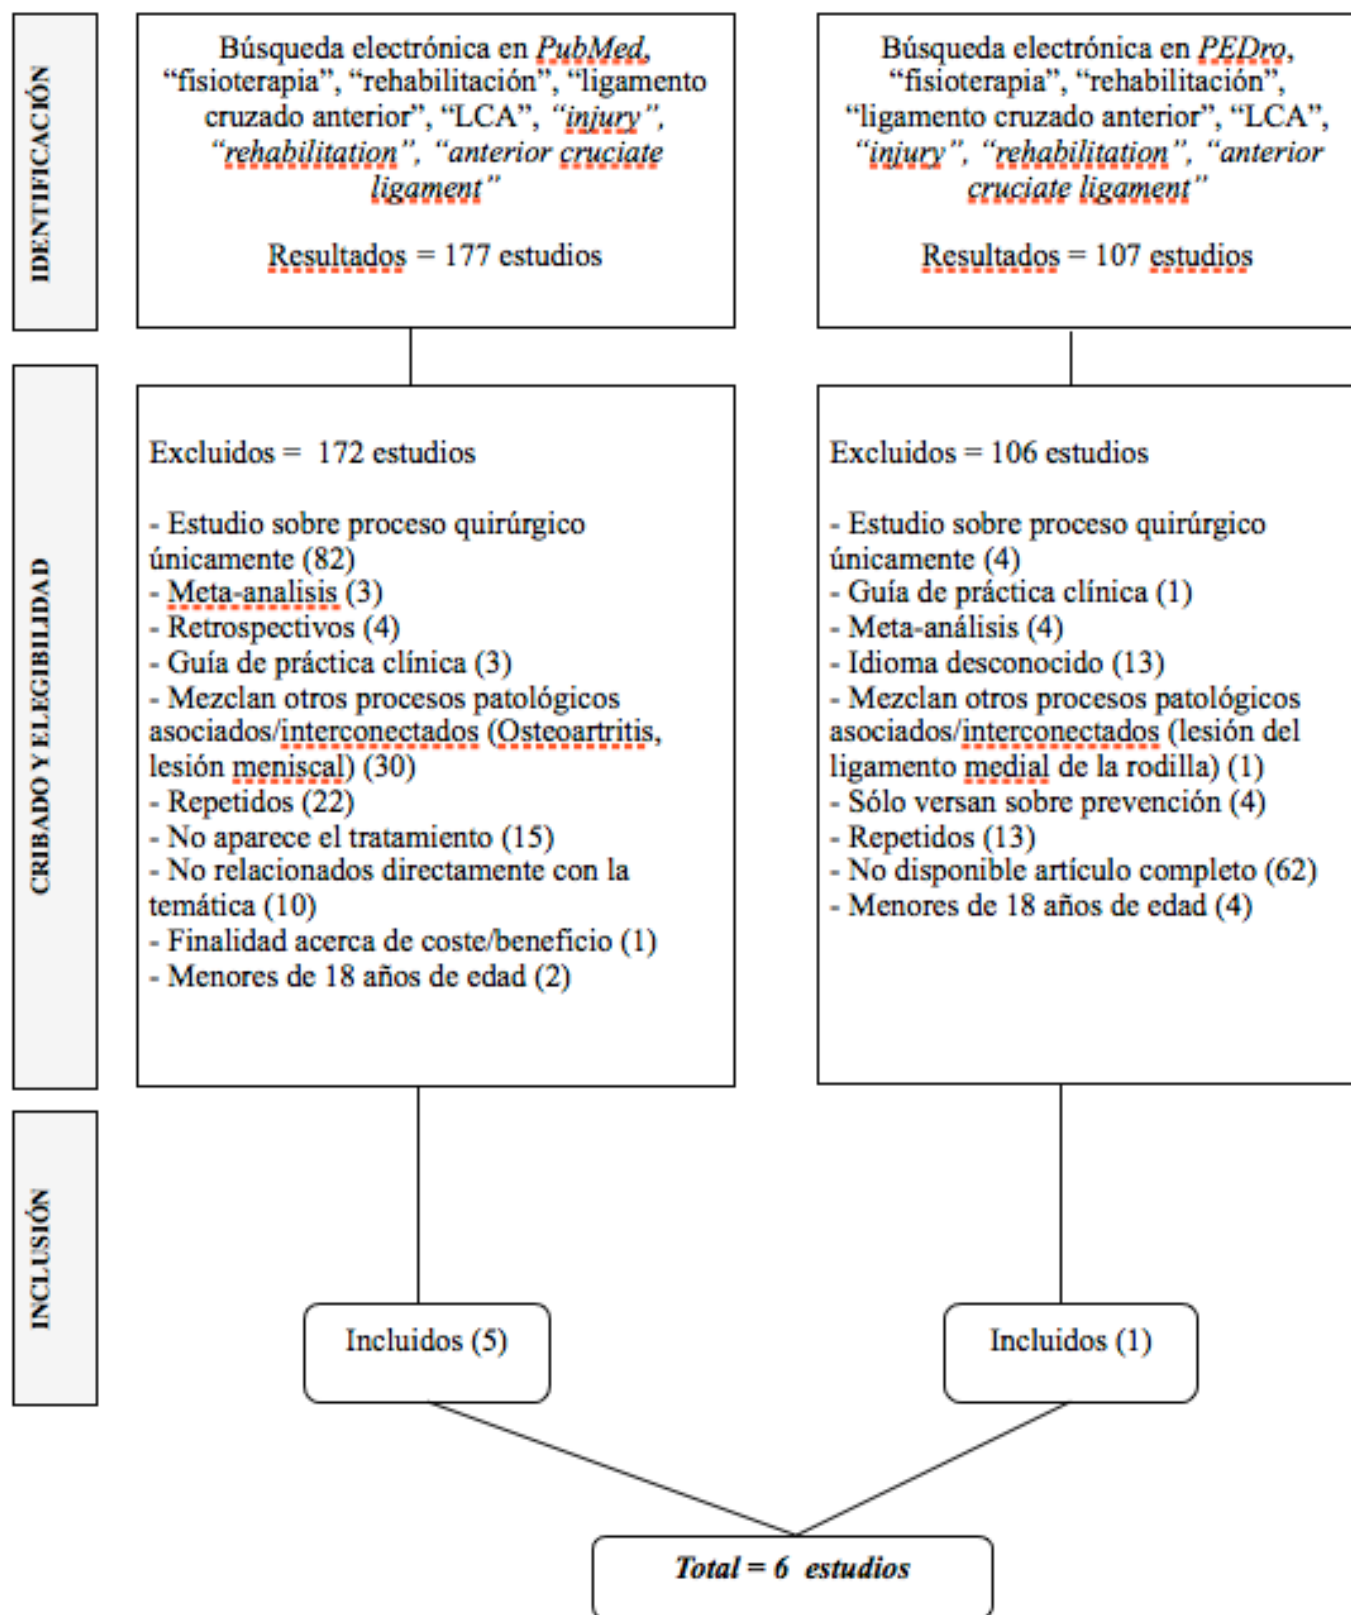 IDENTIFICACIÓN
Búsqueda electrónica en PubMed,
“fisioterapia”, “rehabilitación”, “ligamento
cruzado anterior”, “LCA”, “injury”,
“rehabilitation”, “anterior cruciate
ligament”
Resultados = 177 estudios
Búsqueda electrónica en PEDro,
“fisioterapia”, “rehabilitación”,
“ligamento cruzado anterior”, “LCA”,
“injury”, “rehabilitation”, “anterior
cruciate ligament”
Resultados = 107 estudios
CRIBADO Y ELEGIBILIDAD
Excluidos = 172 estudios
- Estudio sobre proceso quirúrgico
únicamente (82)
- Meta-analisis (3)
- Retrospectivos (4)
- Guía de práctica clínica (3)
- Mezclan otros procesos patológicos
asociados/interconectados (Osteoartritis,
lesión meniscal) (30)
- Repetidos (22)
- No aparece el tratamiento (15)
- No relacionados directamente con la
temática (10)
- Finalidad acerca de coste/beneficio (1)
- Menores de 18 años de edad (2)
Excluidos = 106 estudios
- Estudio sobre proceso quirúrgico
únicamente (4)
- Guía de práctica clínica (1)
- Meta-análisis (4)
- Idioma desconocido (13)
- Mezclan otros procesos patológicos
asociados/interconectados (lesión del
ligamento medial de la rodilla) (1)
- Sólo versan sobre prevención (4)
- Repetidos (13)
- No disponible artículo completo (62)
- Menores de 18 años de edad (4)
INCLUSIÓN
Incluidos (5)
Incluidos (1)
Total = 6 estudios